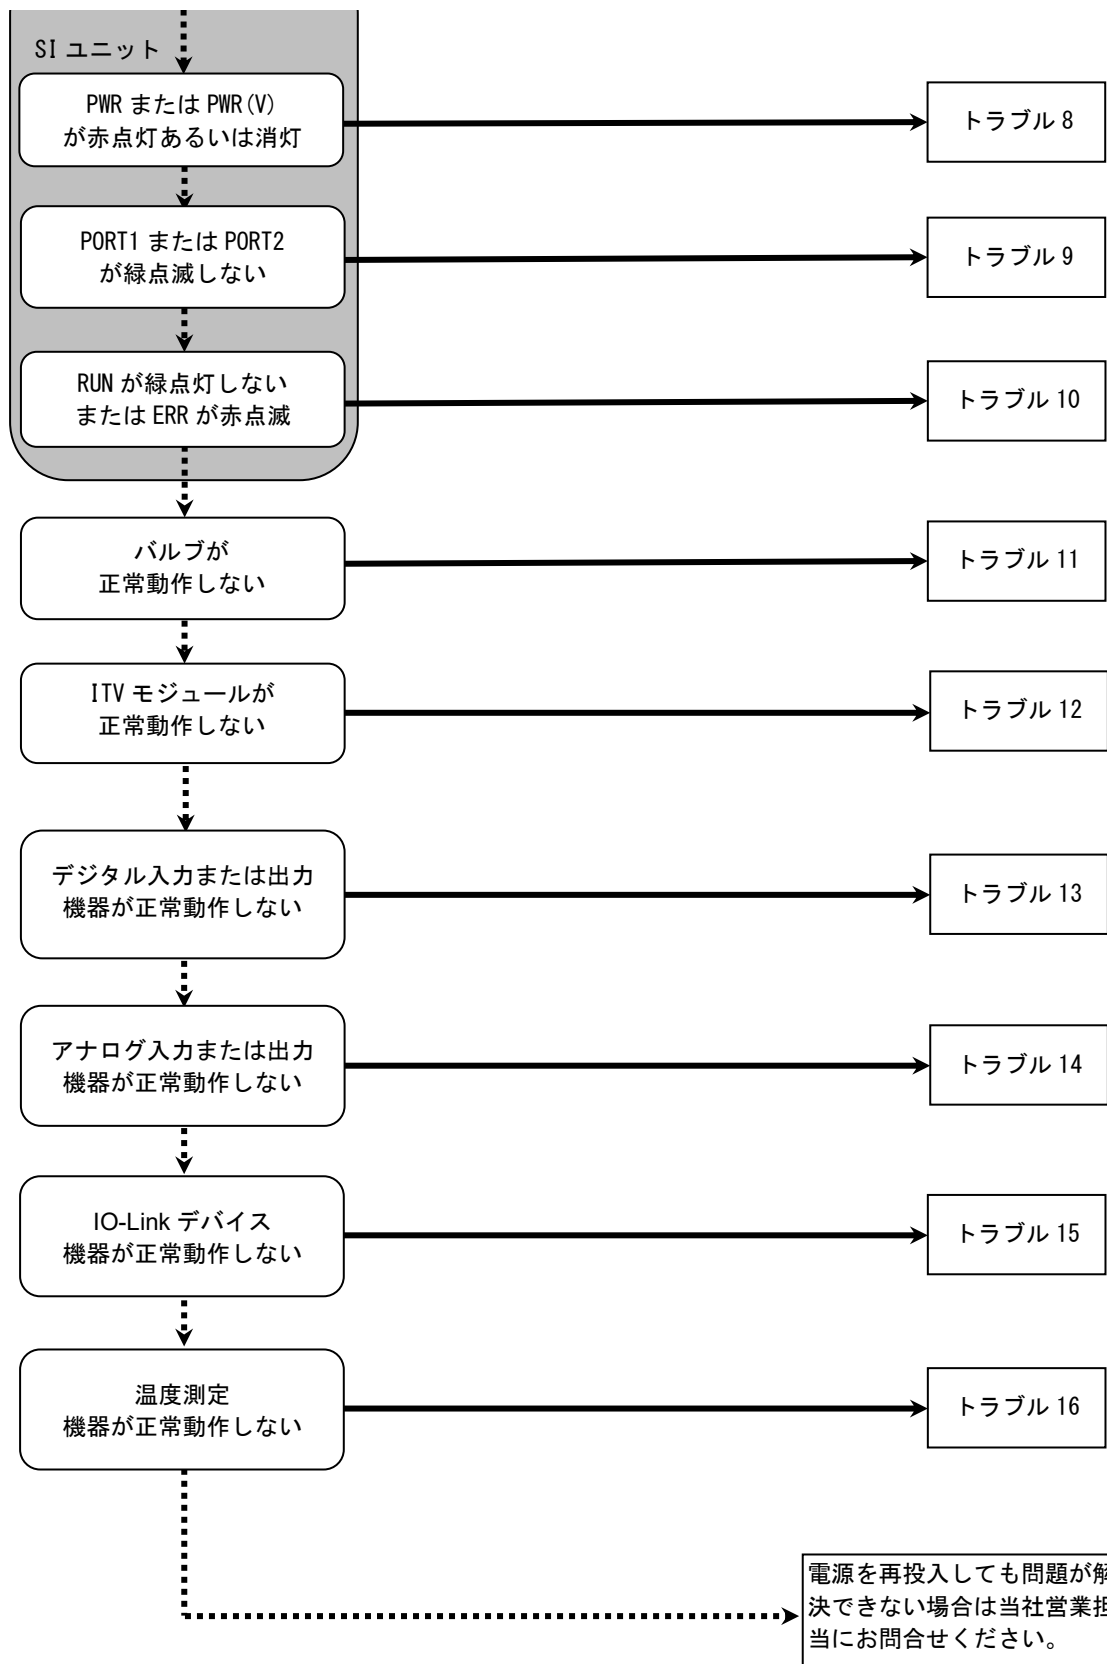 SI ユニット
PWR または PWR(V)
が赤点灯あるいは消灯
トラブル 8
PORT1 または PORT2
が緑点滅しない
トラブル 9
RUN が緑点灯しない
または ERR が赤点滅
トラブル 10
バルブが
正常動作しない
トラブル 11
ITV モジュールが
正常動作しない
トラブル 12
デジタル入力または出力
機器が正常動作しない
トラブル 13
アナログ入力または出力
機器が正常動作しない
トラブル 14
IO-Link デバイス
機器が正常動作しない
トラブル 15
温度測定
機器が正常動作しない
トラブル 16
電源を再投入しても問題が解
決できない場合は当社営業担
当にお問合せください。